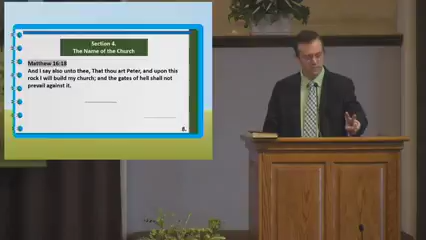 Section 4.
The Name of the Church
Matthew 16:18
And I say also unto thee, That thou art Peter, and upon this
rock I will build my church; and the gates of hell shall not
prevail against it.
8.